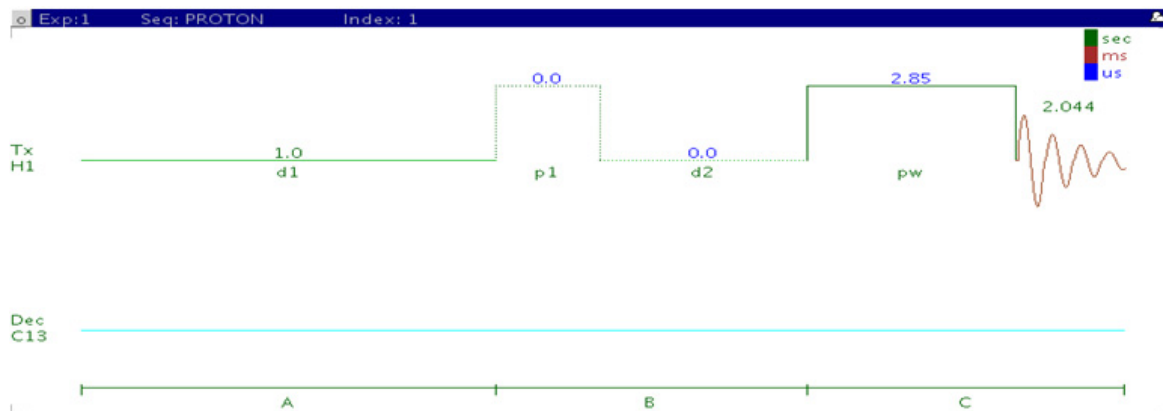 o Exp:1 Seq: PROTON Index: 1
sec
ms
us
0.0 2.85
2.044
Tx
H1
1.0 0.0
d1 p1 d2 pw
Dec
C13
A B C